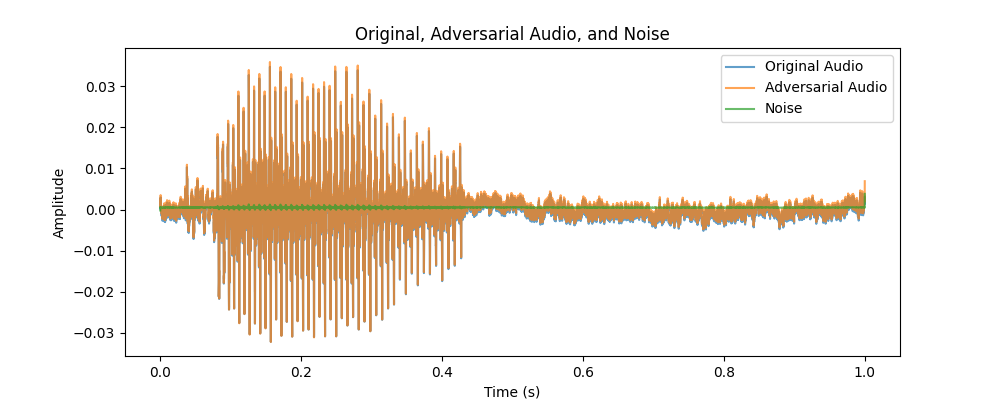 Original, Adversarial Audio, and Noise
Original Audio
Adversarial Audio
Noise
0.03
0.02
0.01
0.00
−0.01
−0.02
−0.03
Amplitude
0.0 0.2 0.4 0.6 0.8 1.0
Time (s)